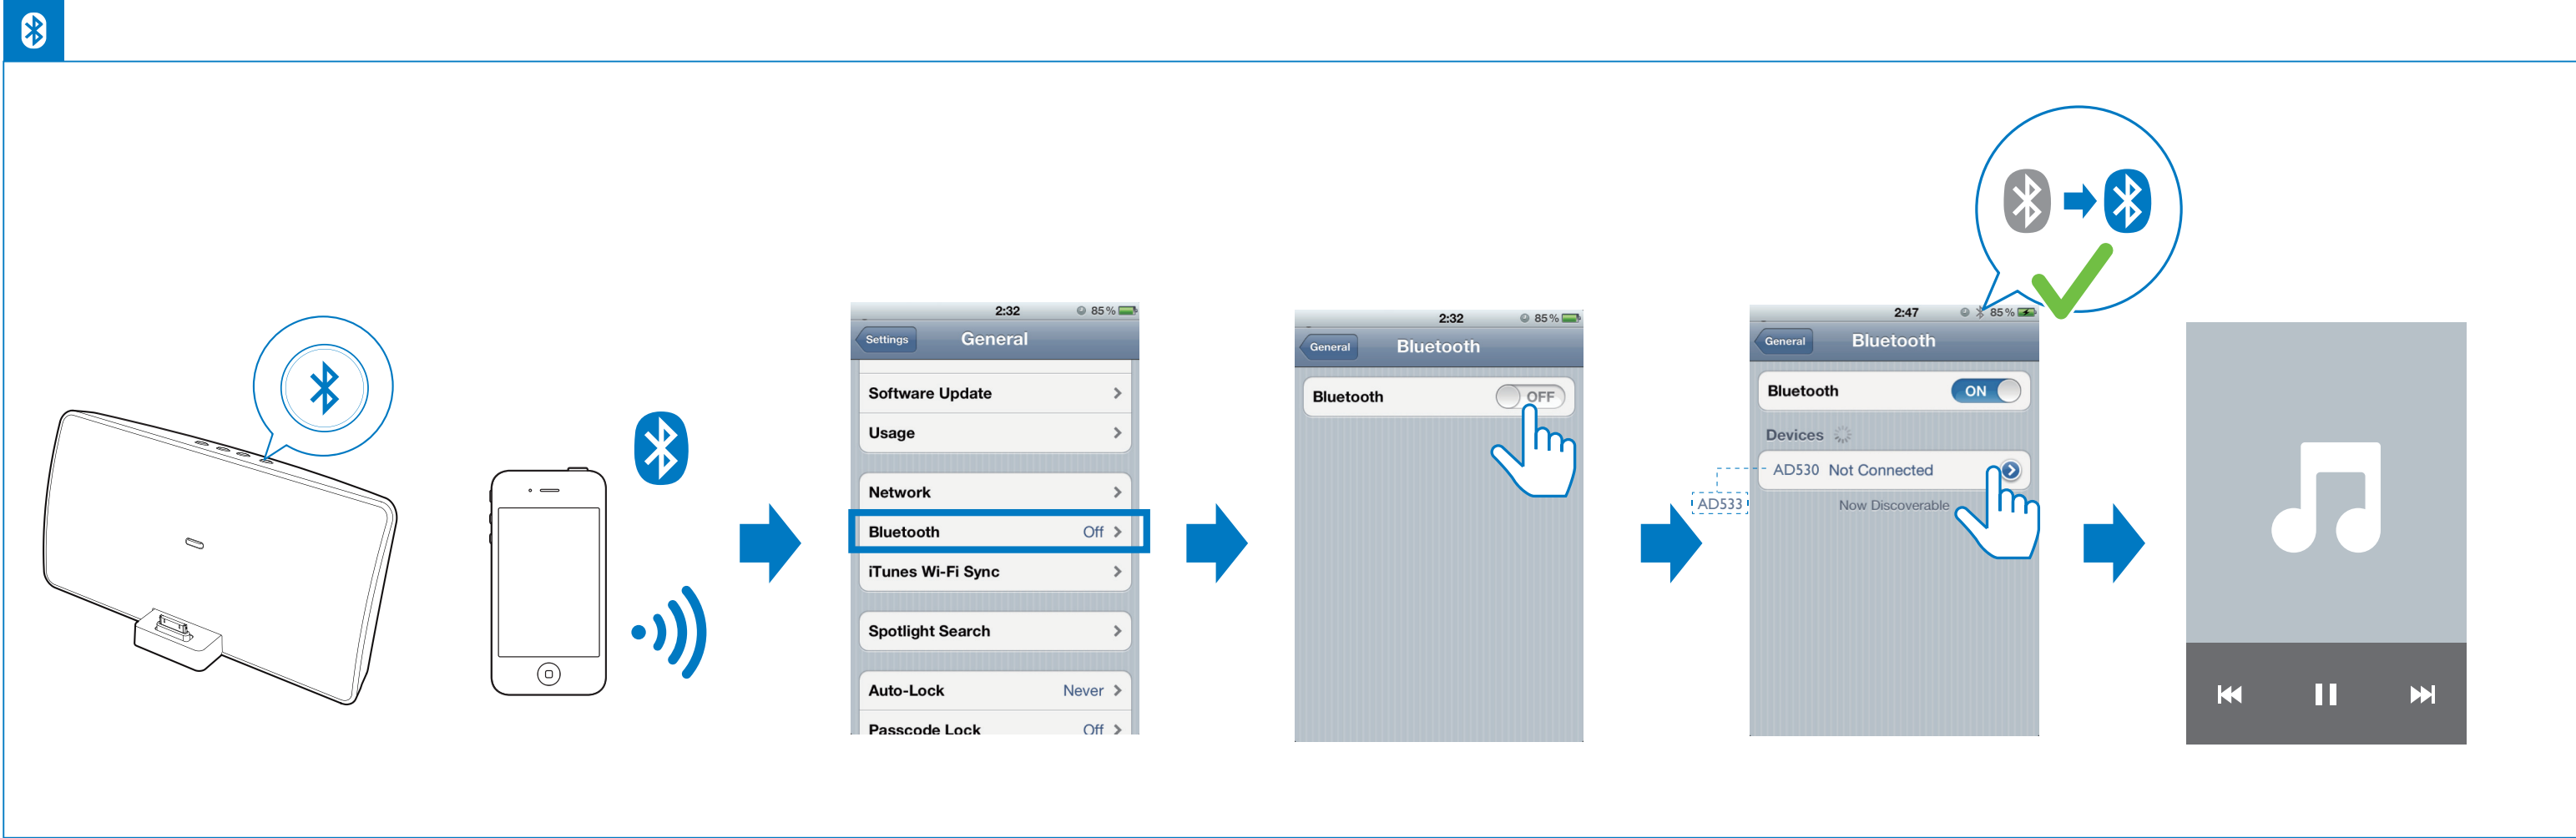 2:32 85%
Settings General
Software Update
Usage
Network
Bluetooth Off
iTunes Wi-Fi Sync
Spotlight Search
Auto-Lock Never
Passcode Lock Off
2:32 85%
General Bluetooth
Bluetooth OFF
2:47 85%
General Bluetooth
Bluetooth ON
Devices
AD530 Not Connected
AD533
Now Discoverable